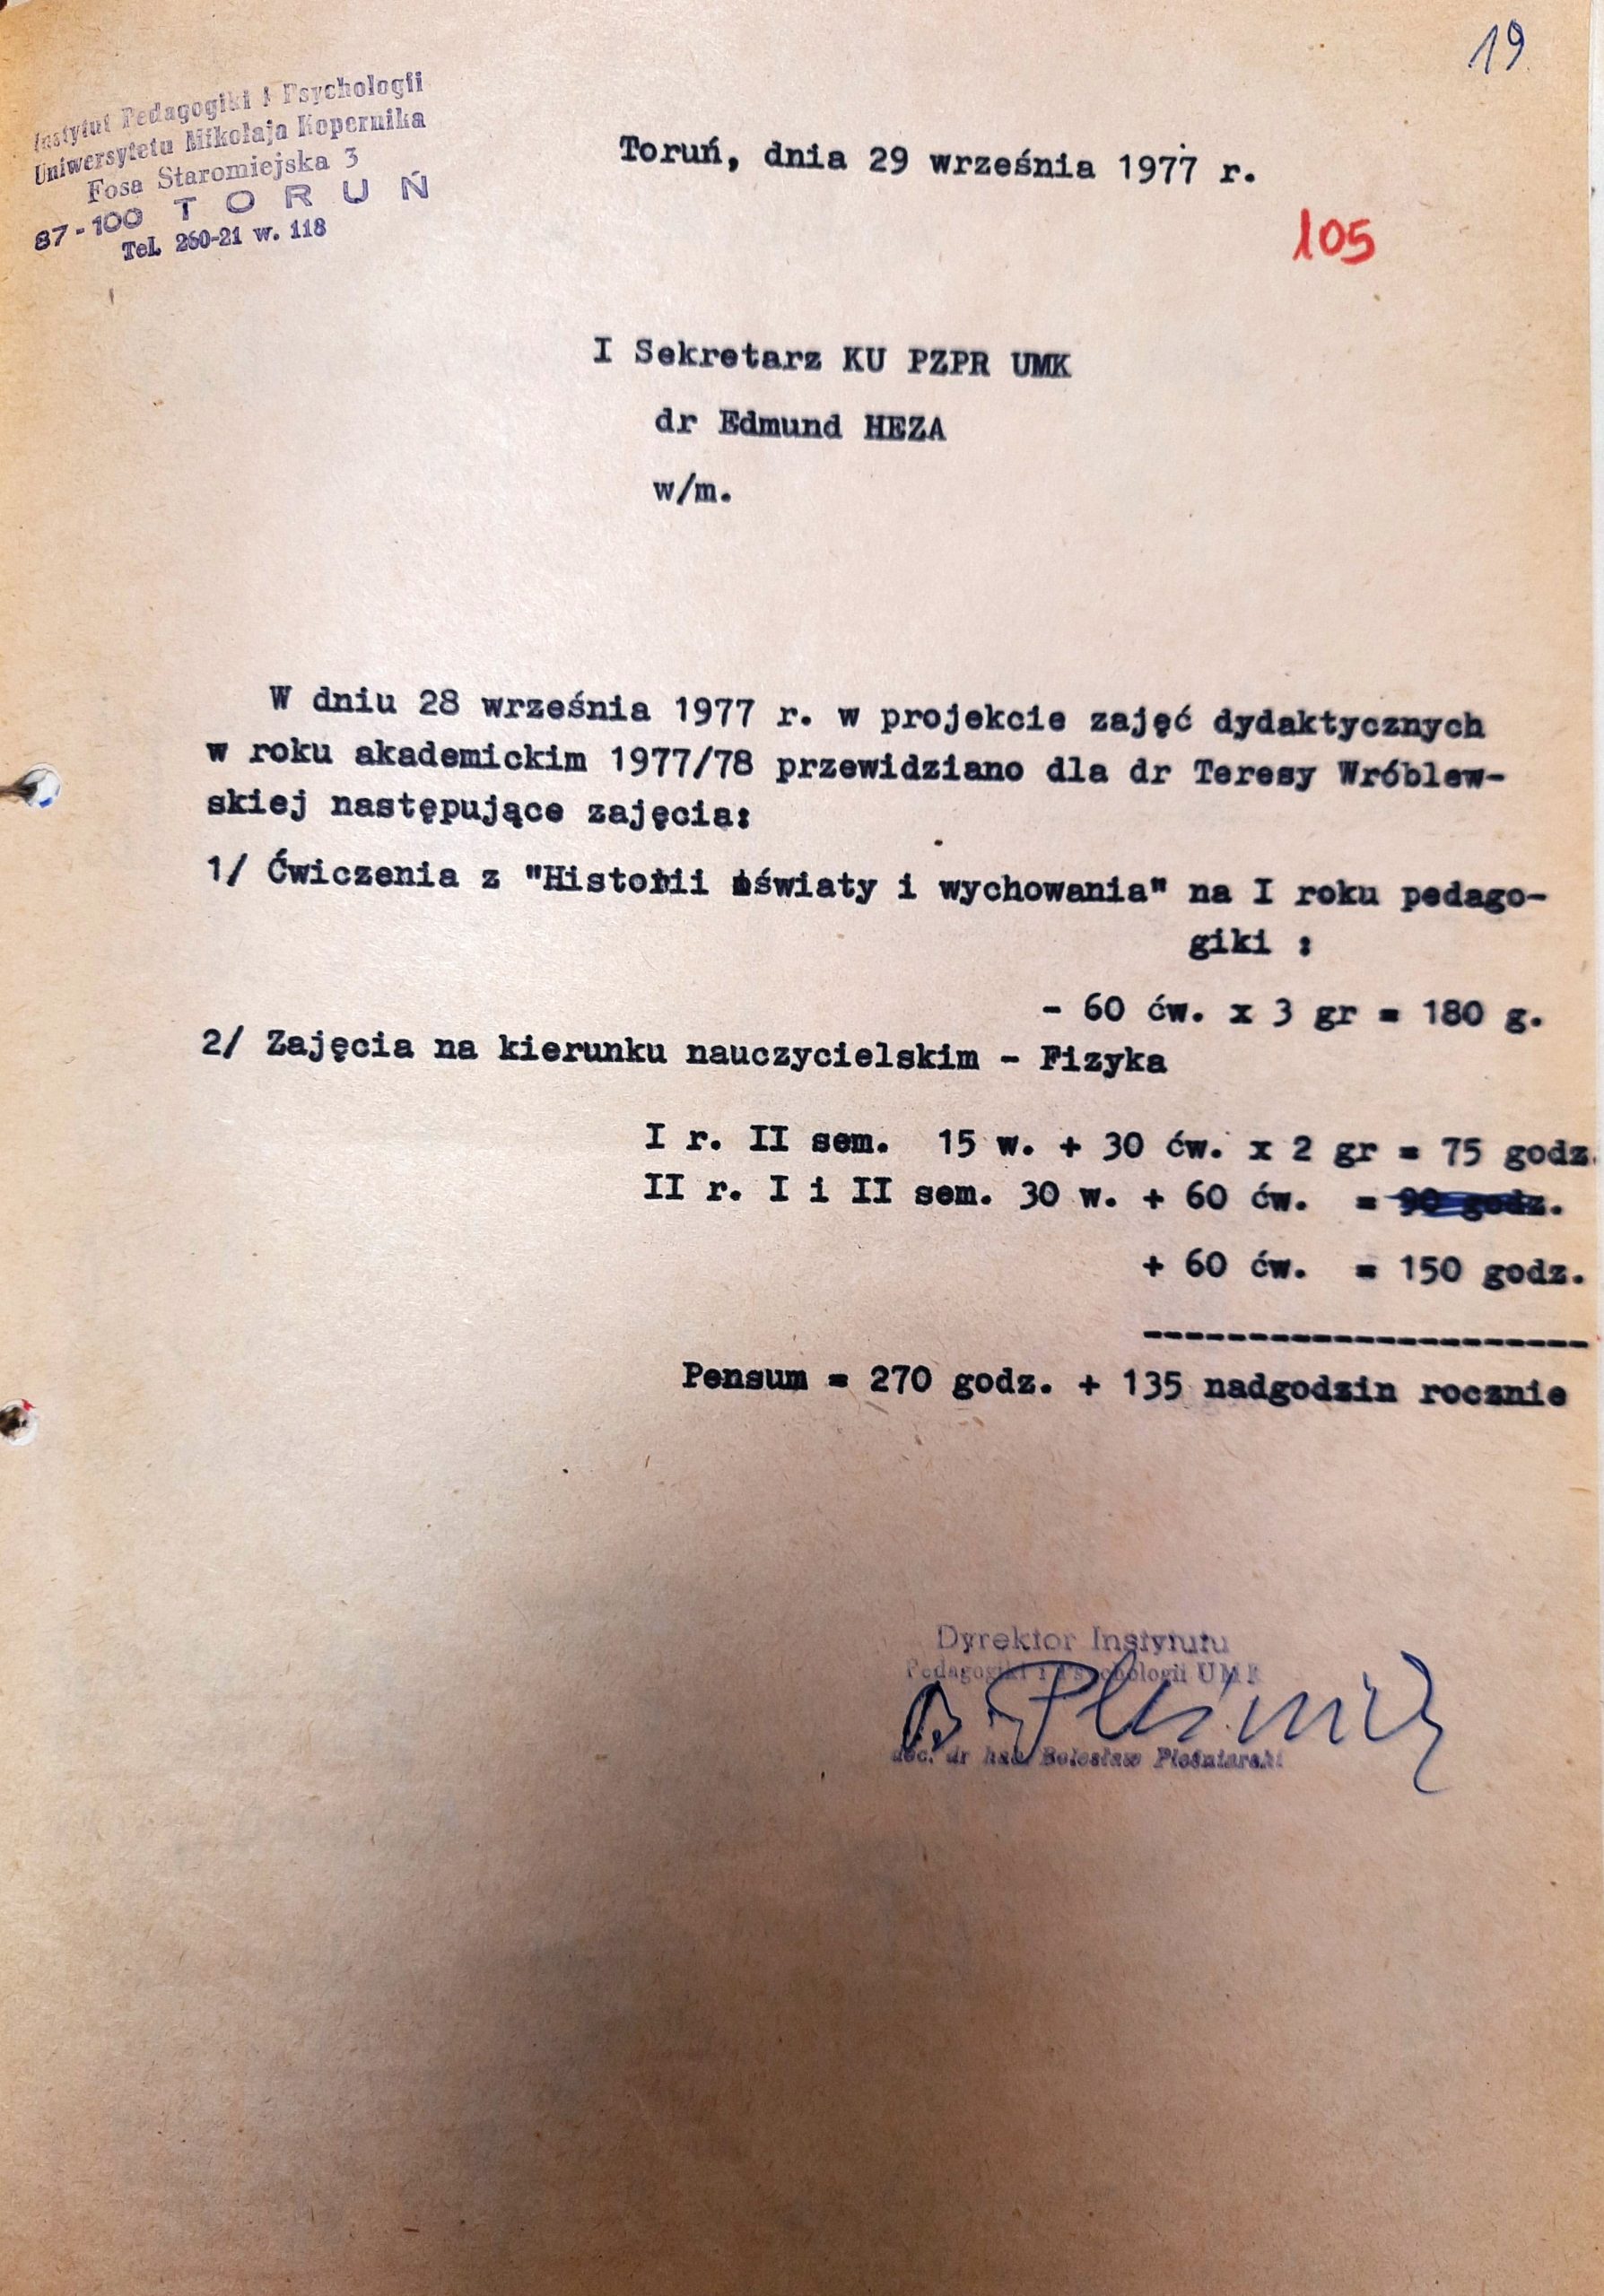 19
Instytut Pedagogiki i Psychologii
Uniwersytetu Mikołaja Kopernika
Fosa Staromiejska 3
87-100 TORUŃ
Tel. 260-21 w. 118
Toruń, dnia 29 września 1977 r.
105
I Sekretarz KU PZPR UMK
dr Edmund HEZA
w/m.
W dniu 28 września 1977 r. w projekcie zajęć dydaktycznych
w roku akademickim 1977/78 przewidziano dla dr Teresy Wróblew-
skiej następujące zajęcia:
1/ Ćwiczenia z "Historii oświaty i wychowania" na I roku pedago-
giki :
- 60 ćw. x 3 gr = 180 g.
2/ Zajęcia na kierunku nauczycielskim - Fizyka
I r. II sem. 15 w. + 30 ćw. x 2 gr = 75 godz.
II r. I i II sem. 30 w. + 60 ćw. = 90 godz.
+ 60 ćw. = 150 godz.
Pensum = 270 godz. + 135 nadgodzin rocznie
Dyrektor Instytutu
Pedagogiki i Psychologii UMK
doc. dr hab. Bolesław Pleśniarski